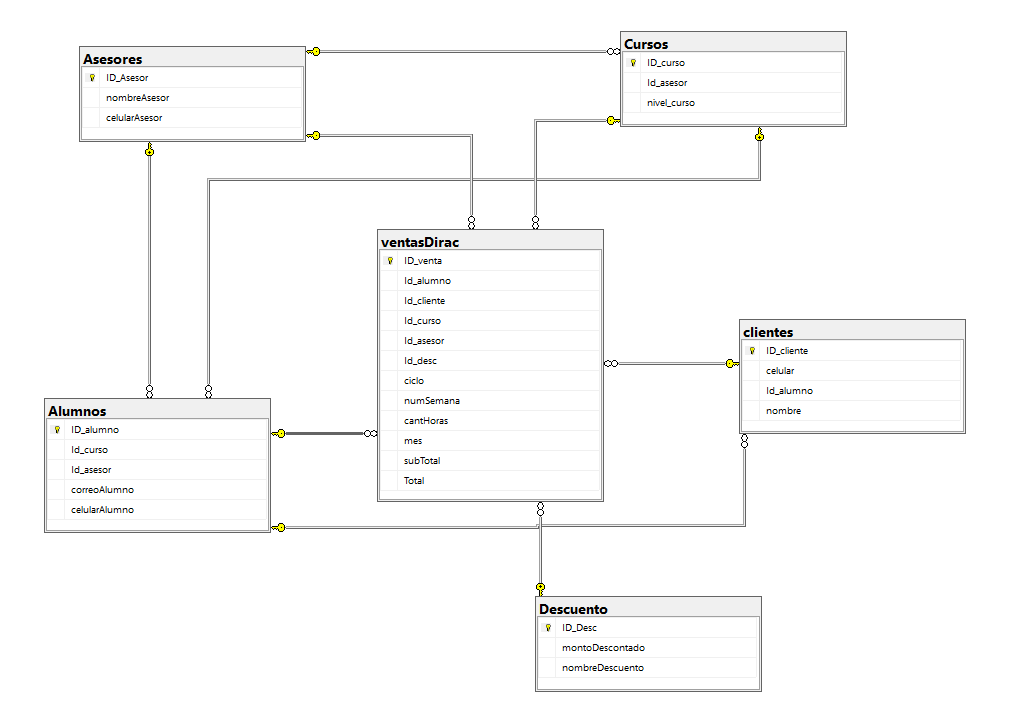 Asesores
ID_Asesor
nombreAsesor
celularAsesor
Cursos
ID_curso
Id_asesor
nivel_curso
ventasDirac
ID_venta
Id_alumno
Id_cliente
Id_curso
Id_asesor
Id_desc
ciclo
numSemana
cantHoras
mes
subTotal
Total
clientes
ID_cliente
celular
Id_alumno
nombre
Alumnos
ID_alumno
Id_curso
Id_asesor
correoAlumno
celularAlumno
Descuento
ID_Desc
montoDescontado
nombreDescuento